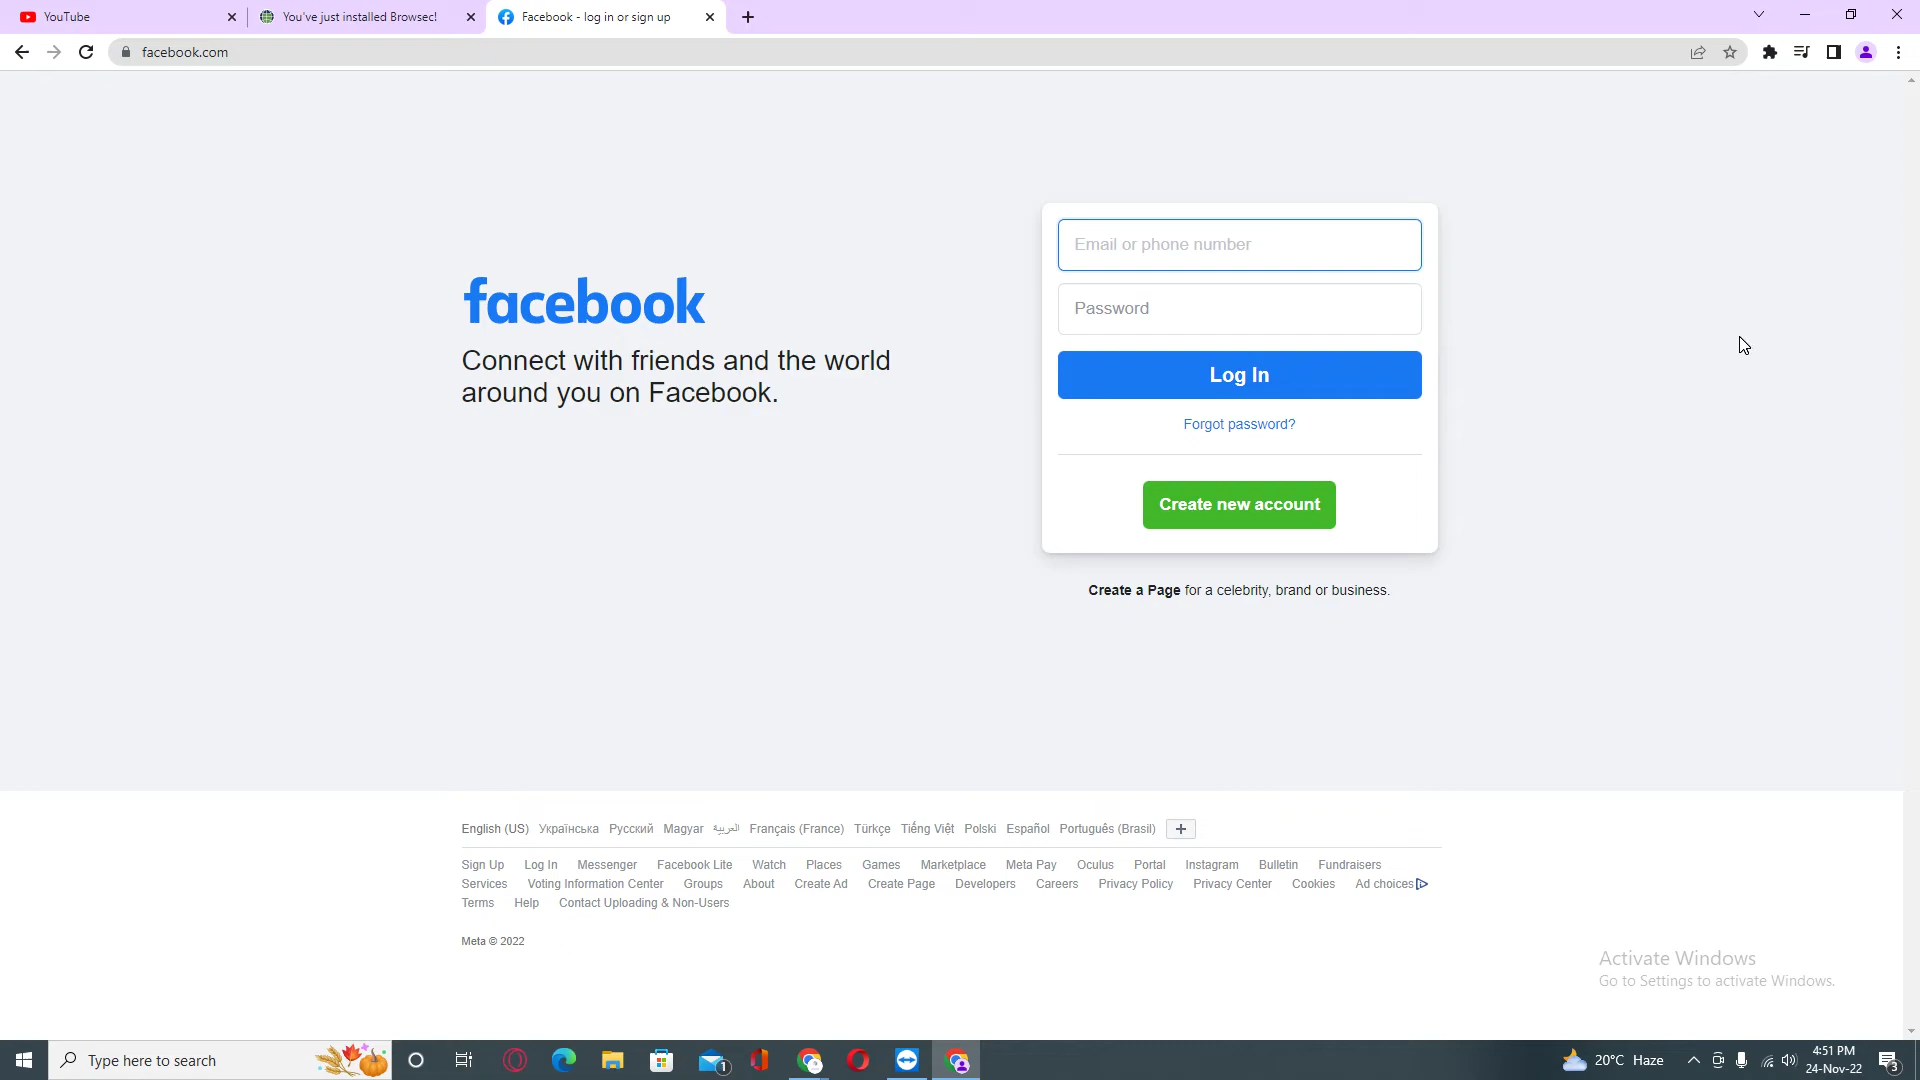 YouTube
You've just installed Browsec!
Facebook - log in or sign up
facebook.com
facebook
Connect with friends and the world
around you on Facebook.
Email or phone number
Password
Log In
Forgot password?
Create new account
Create a Page for a celebrity, brand or business.
English (US) Українська Русский Magyar العربية Français (France) Türkçe Tiếng Việt Polski Español Português (Brasil)
Sign Up Log In Messenger Facebook Lite Watch Places Games Marketplace Meta Pay Oculus Portal Instagram Bulletin Fundraisers
Services Voting Information Center Groups About Create Ad Create Page Developers Careers Privacy Policy Privacy Center Cookies Ad choices
Terms Help Contact Uploading & Non-Users
Meta © 2022
Activate Windows
Go to Settings to activate Windows.
Type here to search
1
20°C Haze
4:51 PM
24-Nov-22
3